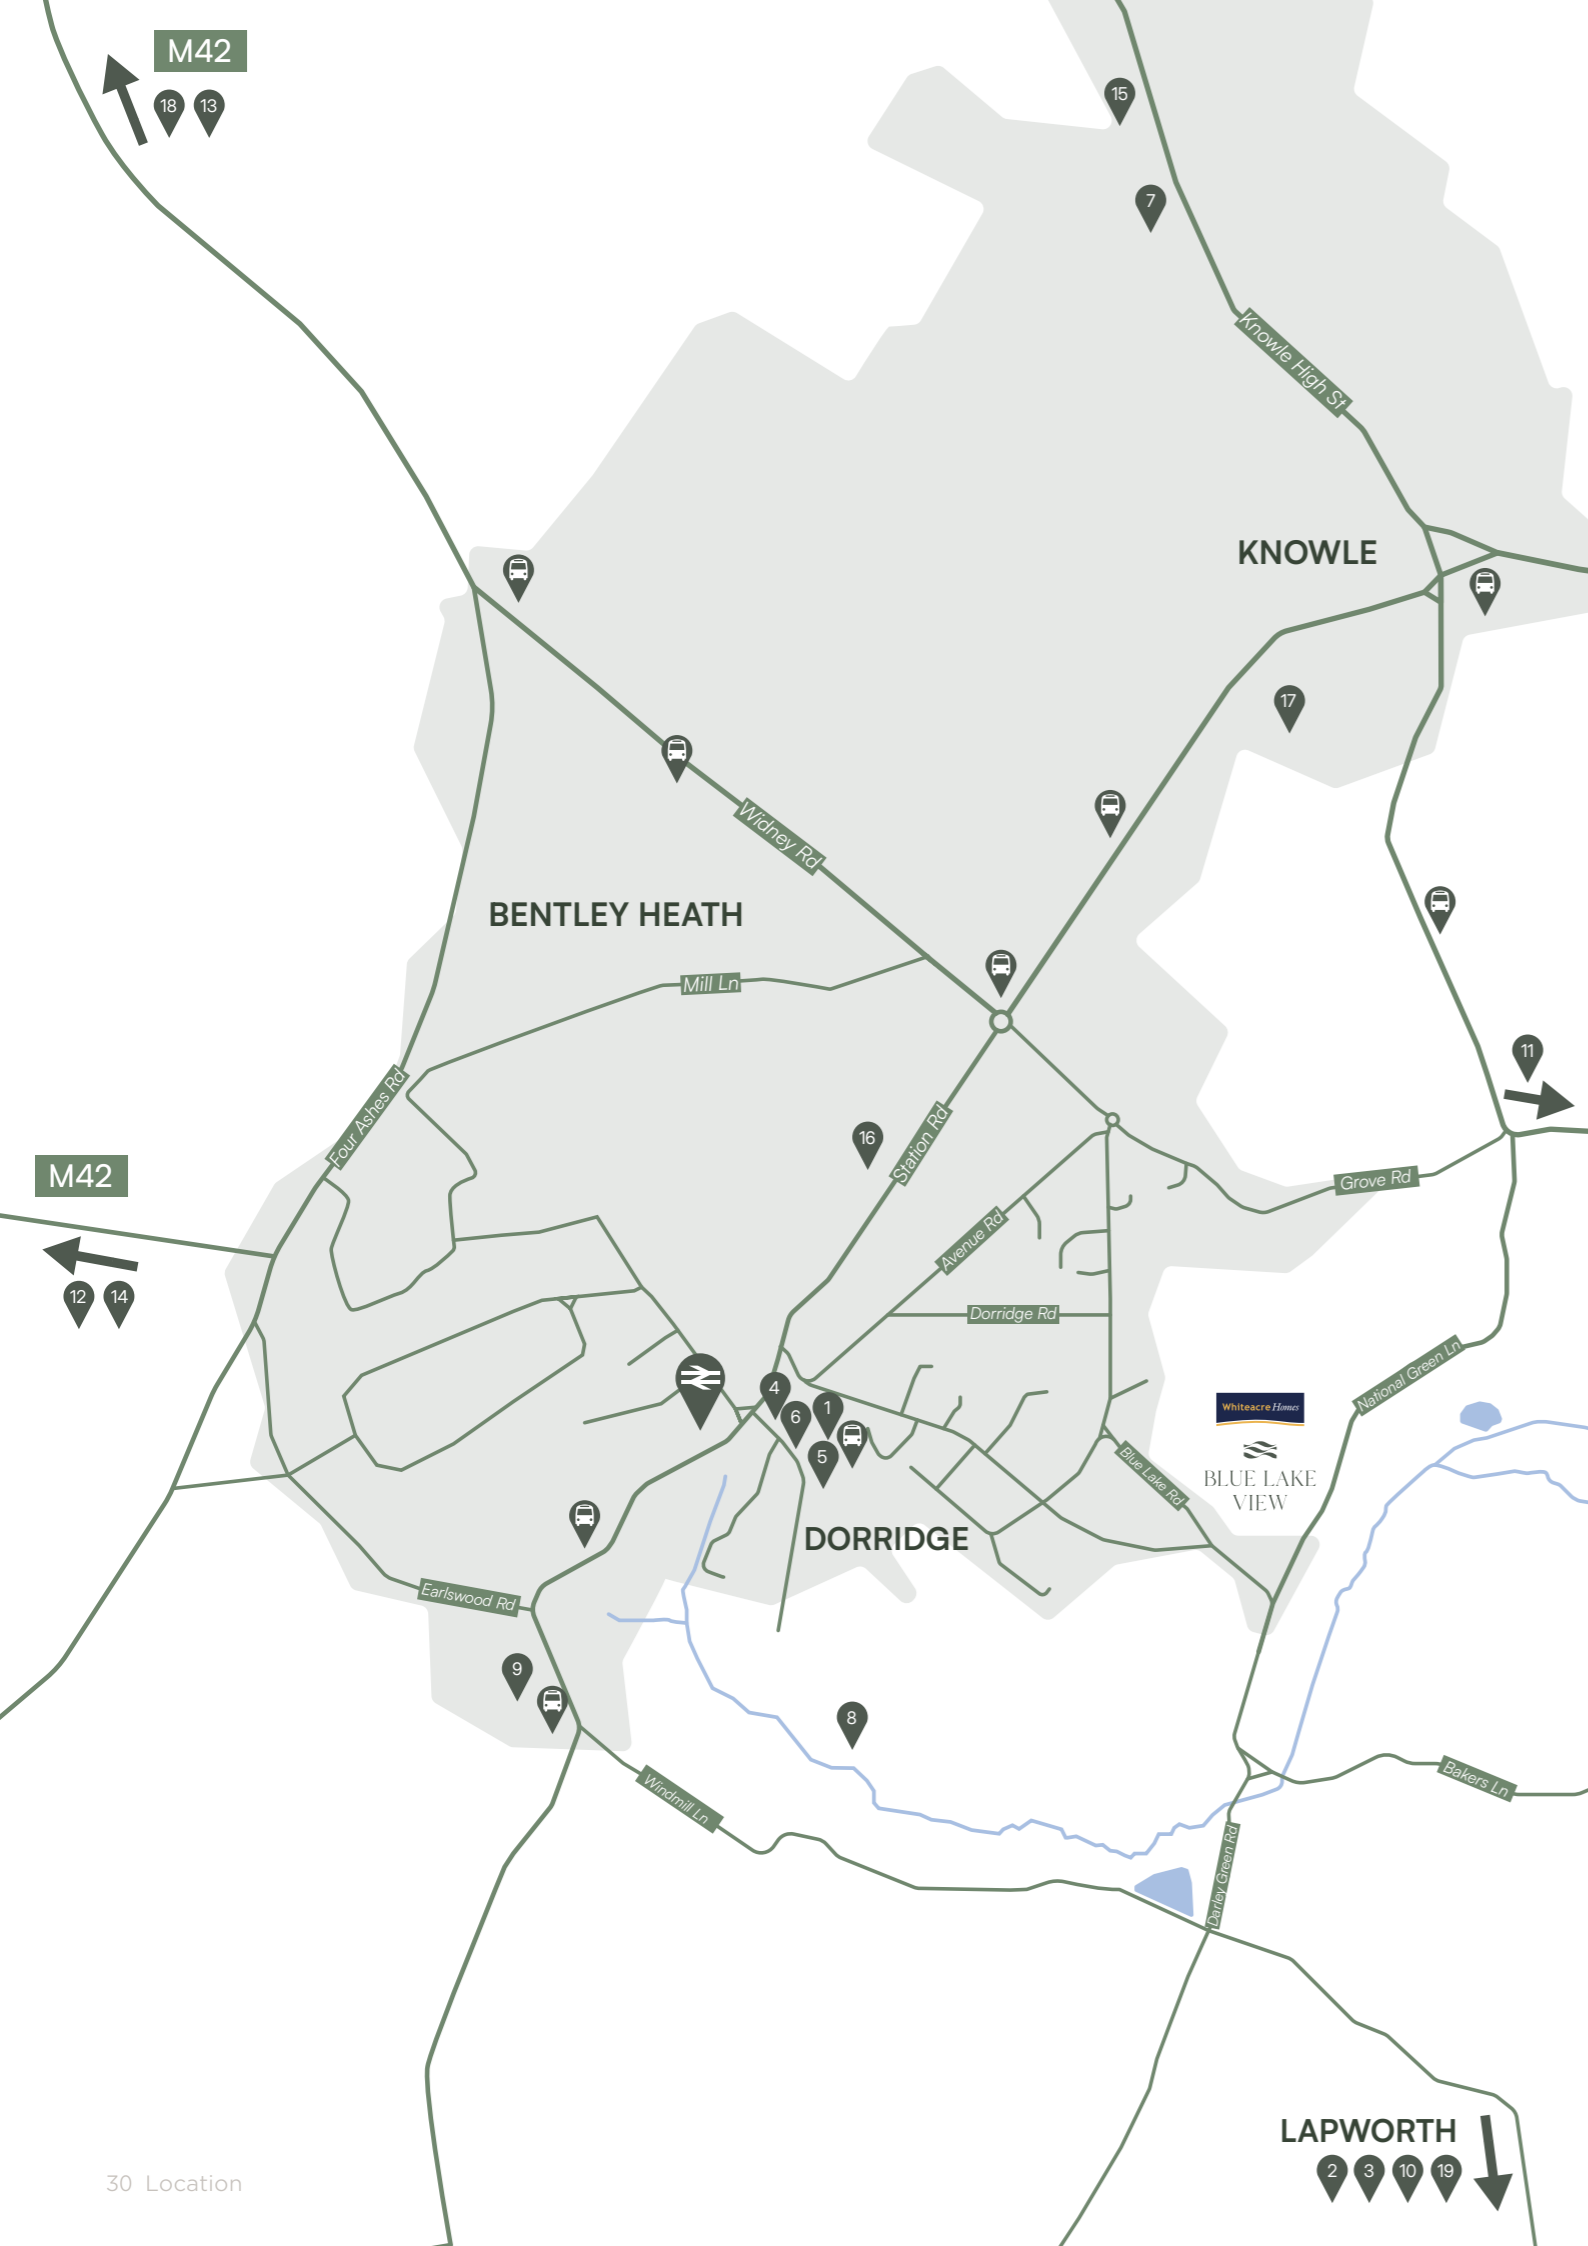 M42
18 13
15
7
Knowle High St
KNOWLE
17
Widney Rd
BENTLEY HEATH
Mill Ln
11
Four Ashes Rd
16
Station Rd
M42
Grove Rd
Avenue Rd
12 14
Dorridge Rd
National Green Ln
4
6
1
5
Whiteacre Homes
BLUE LAKE
VIEW
Blue Lake Rd
DORRIDGE
Earlswood Rd
9
8
Windmill Ln
Bakers Ln
Darley Green Rd
LAPWORTH
2 3 10 19
30 Location